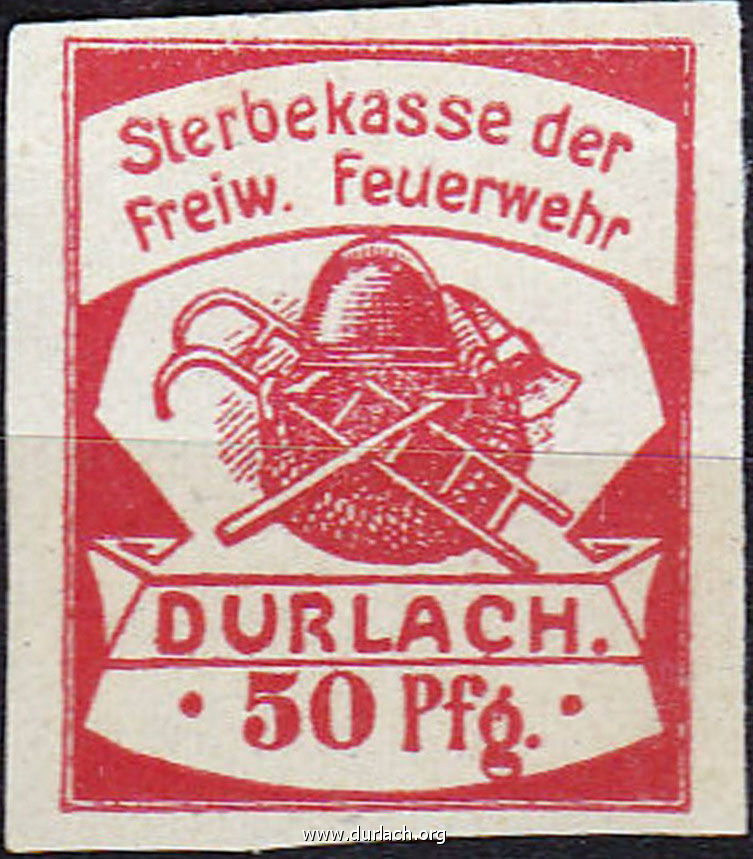 Sterbekasse der
Freiw. Feuerwehr
DURLACH.
• 50 Pfg. •
www.durlach.org